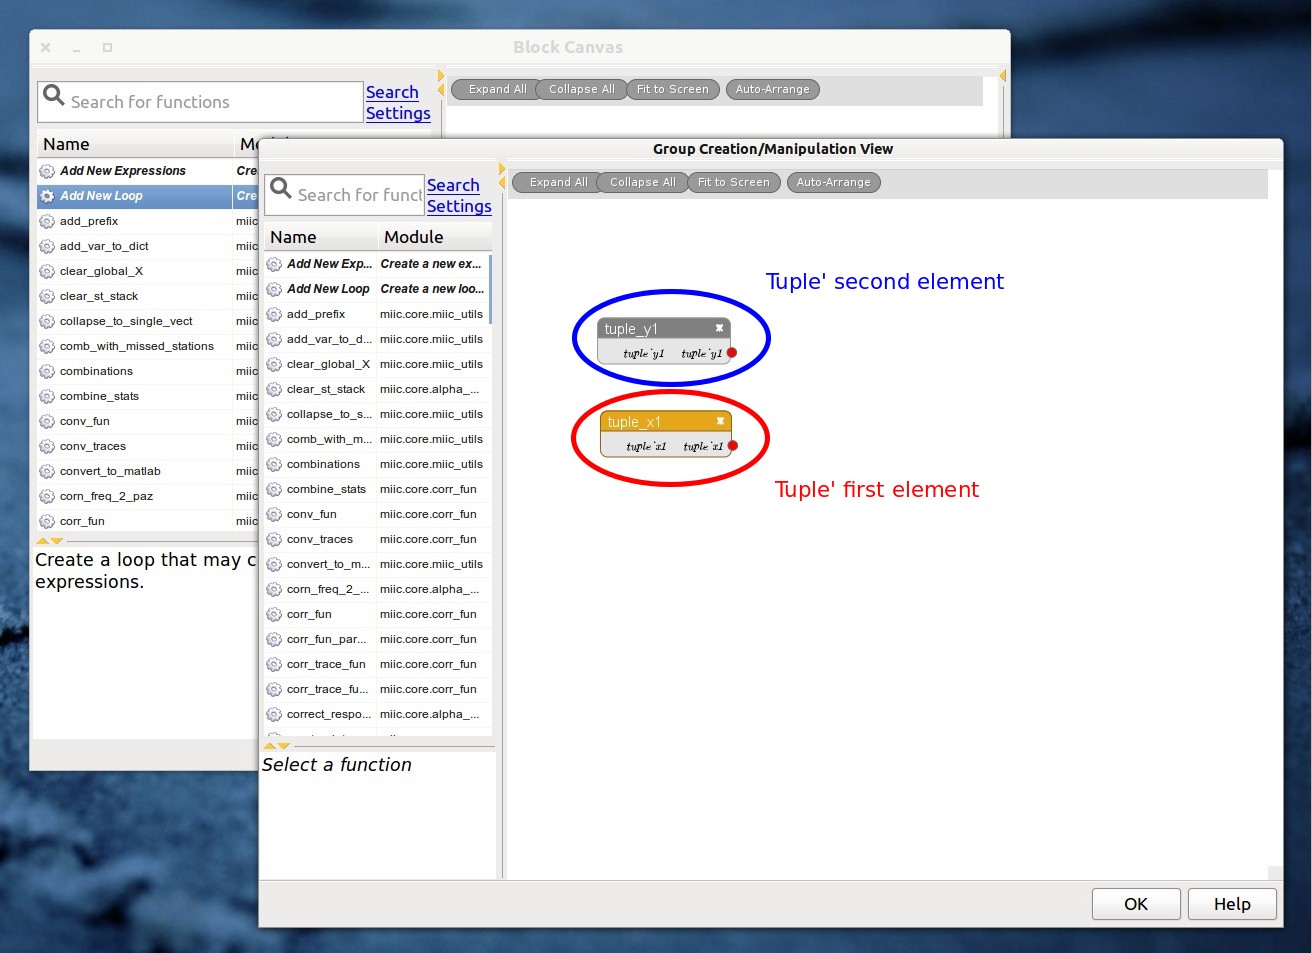 Block Canvas
Search for functions
Search
Settings
Expand All
Collapse All
Fit to Screen
Auto-Arrange
Name
Add New Expressions
Cre
Add New Loop
Cre
add_prefix
miic
add_var_to_dict
miic
clear_global_X
miic
clear_st_stack
miic
collapse_to_single_vect
miic
comb_with_missed_stations
miic
combinations
miic
combine_stats
miic
conv_fun
miic
conv_traces
miic
convert_to_matlab
miic
corn_freq_2_paz
miic
corr_fun
miic
Create a loop that may c
expressions.
Group Creation/Manipulation View
Search for funct
Search
Settings
Expand All
Collapse All
Fit to Screen
Auto-Arrange
Name Module
Add New Exp... Create a new ex...
Add New Loop Create a new loo...
add_prefix miic.core.miic_utils
add_var_to_d... miic.core.miic_utils
clear_global_X miic.core.miic_utils
clear_st_stack miic.core.alpha_...
collapse_to_s... miic.core.miic_utils
comb_with_m... miic.core.miic_utils
combinations miic.core.miic_utils
combine_stats miic.core.corr_fun
conv_fun miic.core.corr_fun
conv_traces miic.core.corr_fun
convert_to_m... miic.core.miic_utils
corn_freq_2_... miic.core.alpha_...
corr_fun miic.core.corr_fun
corr_fun_par... miic.core.corr_fun
corr_trace_fun miic.core.corr_fun
corr_trace_fu... miic.core.corr_fun
correct_respo... miic.core.alpha_...
Select a function
Tuple' second element
tuple_y1
tuple˙y1 tuple˙y1
tuple_x1
tuple˙x1 tuple˙x1
Tuple' first element
OK
Help